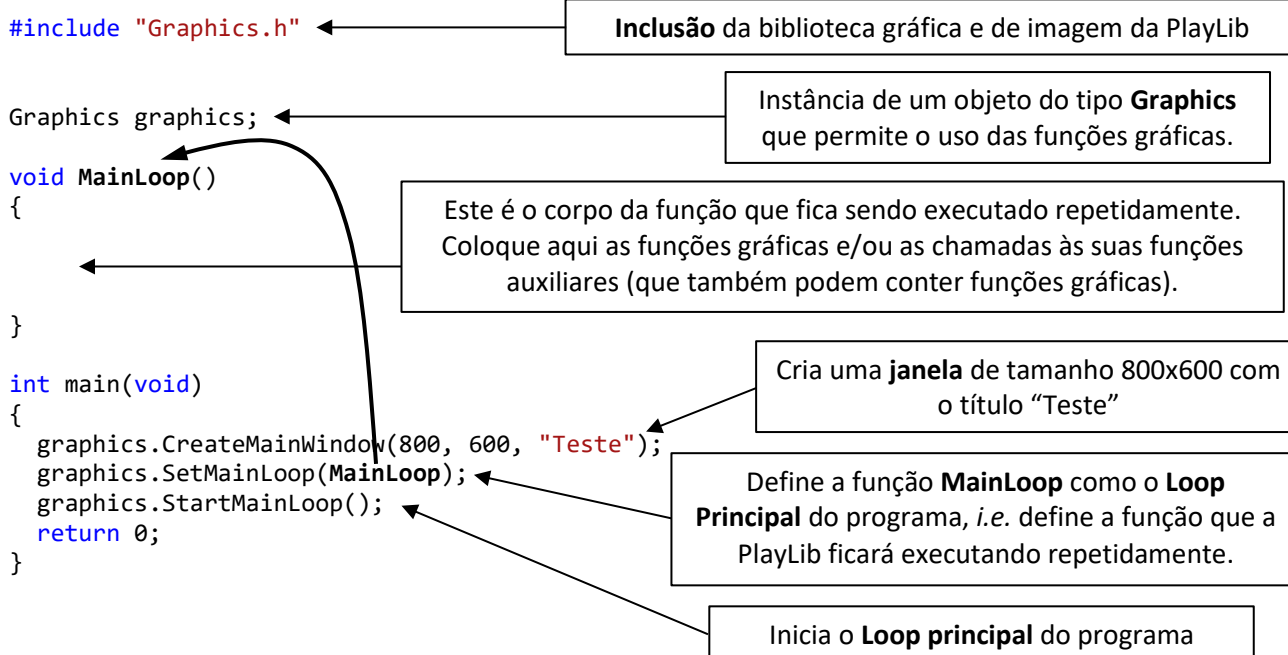 #include "Graphics.h"
Inclusão da biblioteca gráfica e de imagem da PlayLib
Graphics graphics;
Instância de um objeto do tipo Graphics
que permite o uso das funções gráficas.
void MainLoop()
{
Este é o corpo da função que fica sendo executado repetidamente.
Coloque aqui as funções gráficas e/ou as chamadas às suas funções
auxiliares (que também podem conter funções gráficas).
}
int main(void)
{
Cria uma janela de tamanho 800x600 com
o título “Teste”
graphics.CreateMainWindow(800, 600, "Teste");
graphics.SetMainLoop(MainLoop);
Define a função MainLoop como o Loop
Principal do programa, i.e. define a função que a
PlayLib ficará executando repetidamente.
graphics.StartMainLoop();
return 0;
}
Inicia o Loop principal do programa